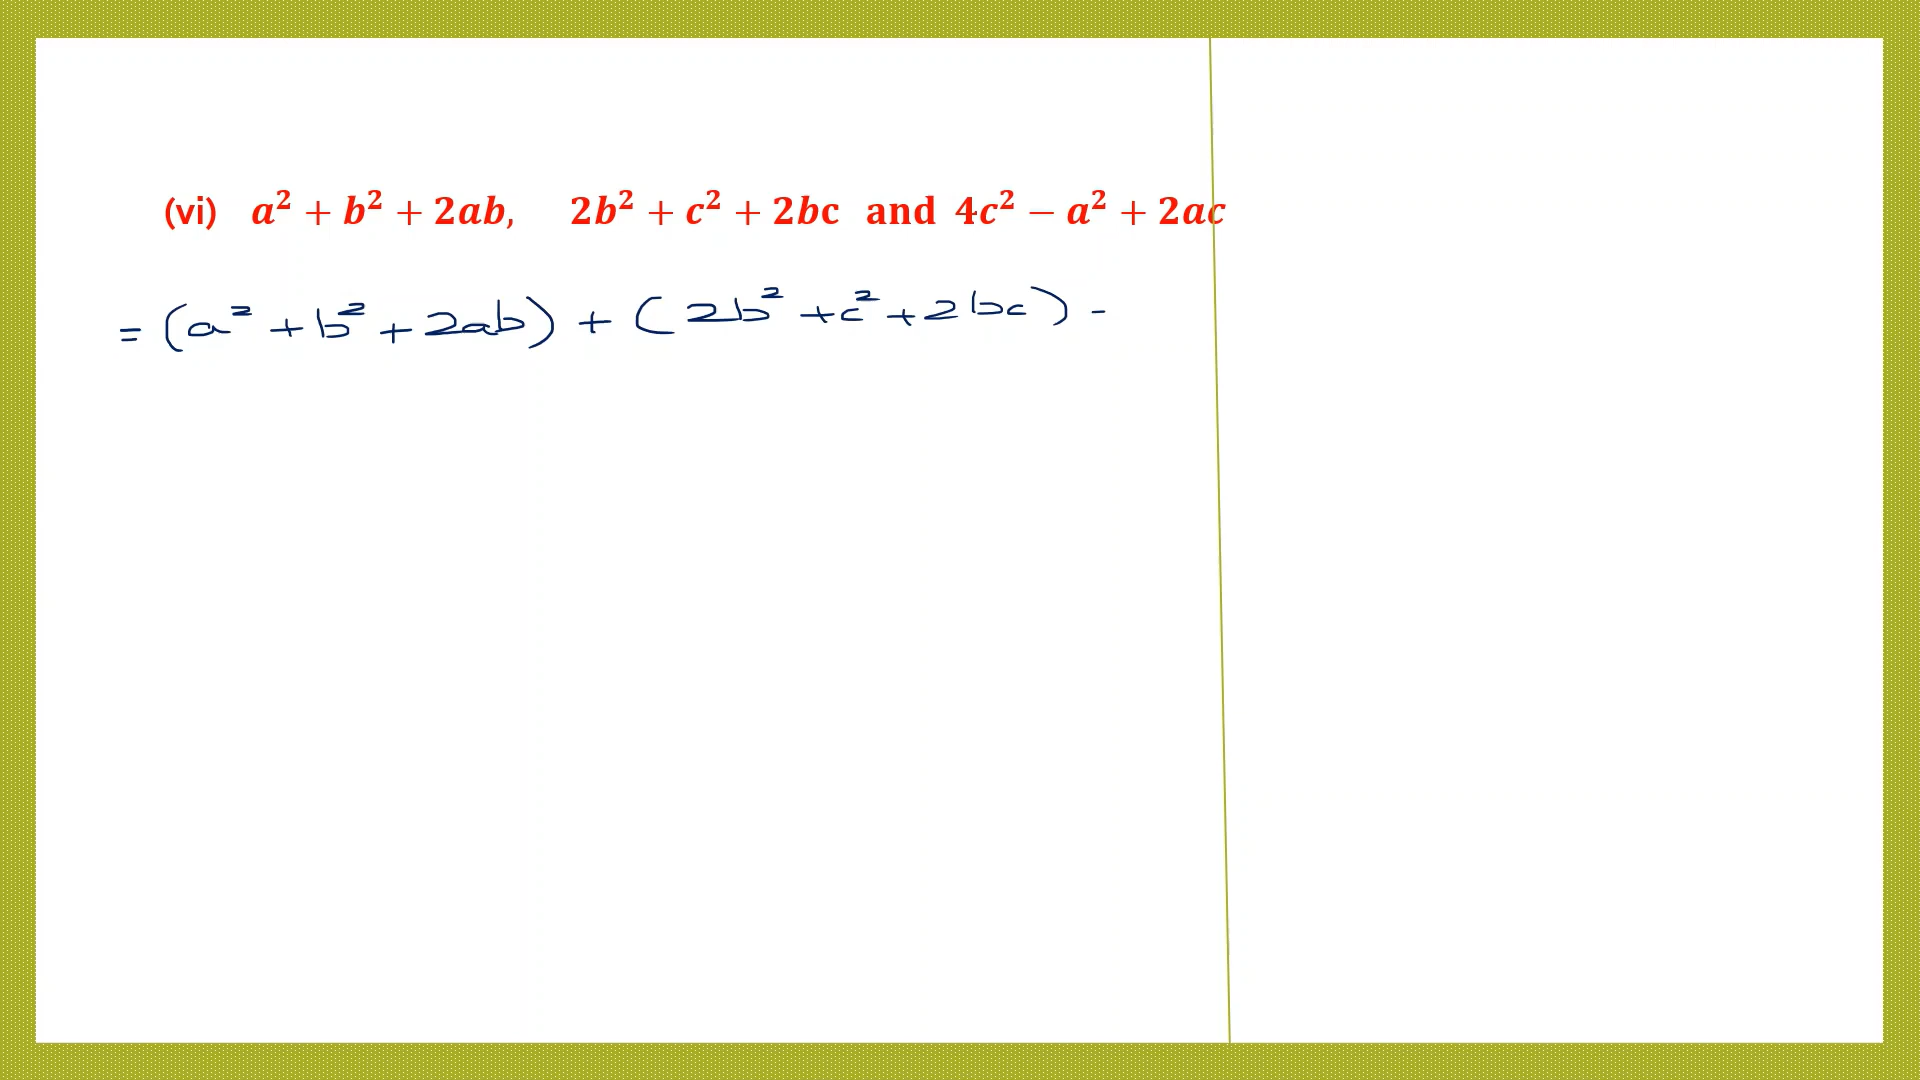 (vi) a² + b² + 2ab, 2b² + c² + 2bc and 4c² − a² + 2ac
= (a² + b² + 2ab) + (2b² + c² + 2bc) -